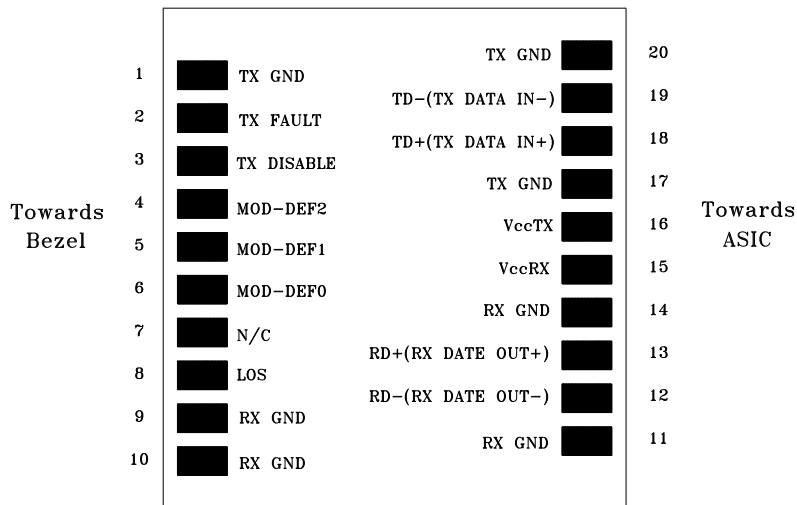 Towards
Bezel
1 TX GND
2 TX FAULT
3 TX DISABLE
4 MOD-DEF2
5 MOD-DEF1
6 MOD-DEF0
7 N/C
8 LOS
9 RX GND
10 RX GND
TX GND 20
TD-(TX DATA IN-) 19
TD+(TX DATA IN+) 18
TX GND 17
VccTX 16
VccRX 15
RX GND 14
RD+(RX DATE OUT+) 13
RD-(RX DATE OUT-) 12
RX GND 11
Towards
ASIC